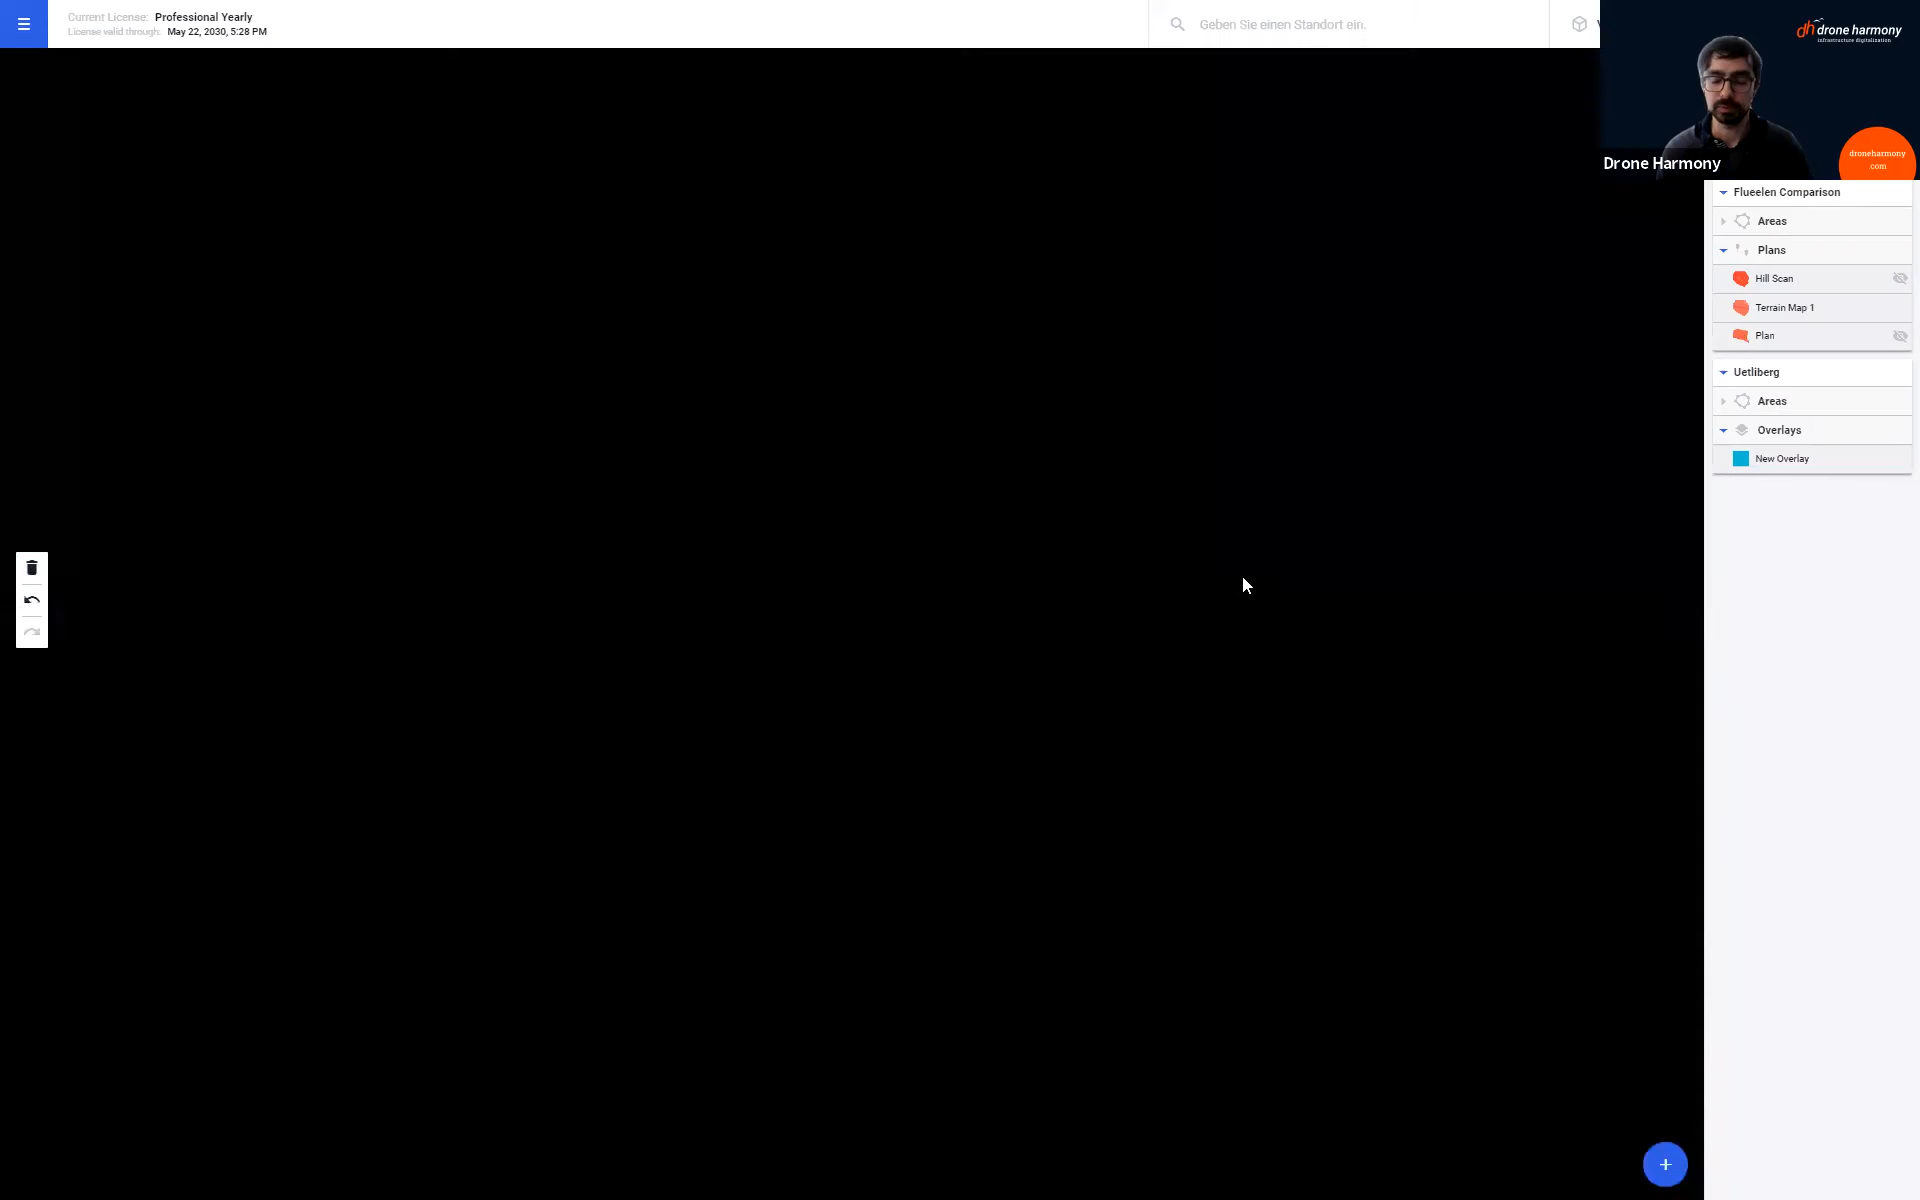 Current License: Professional Yearly
License valid through: May 22, 2030, 5:28 PM
Geben Sie einen Standort ein.
dh drone harmony
infrastructure digitalization
droneharmony
.com
Drone Harmony
Flueelen Comparison
Areas
Plans
Hill Scan
Terrain Map 1
Plan
Uetliberg
Areas
Overlays
New Overlay